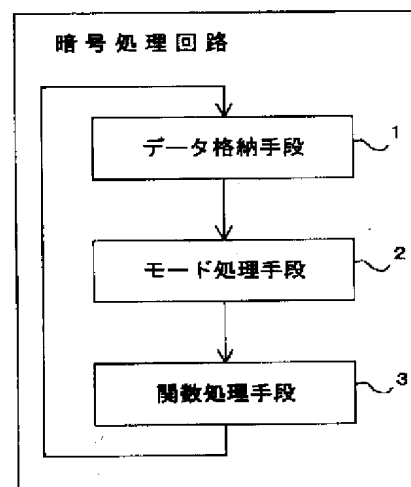 暗号処理回路
データ格納手段
1
モード処理手段
2
関数処理手段
3